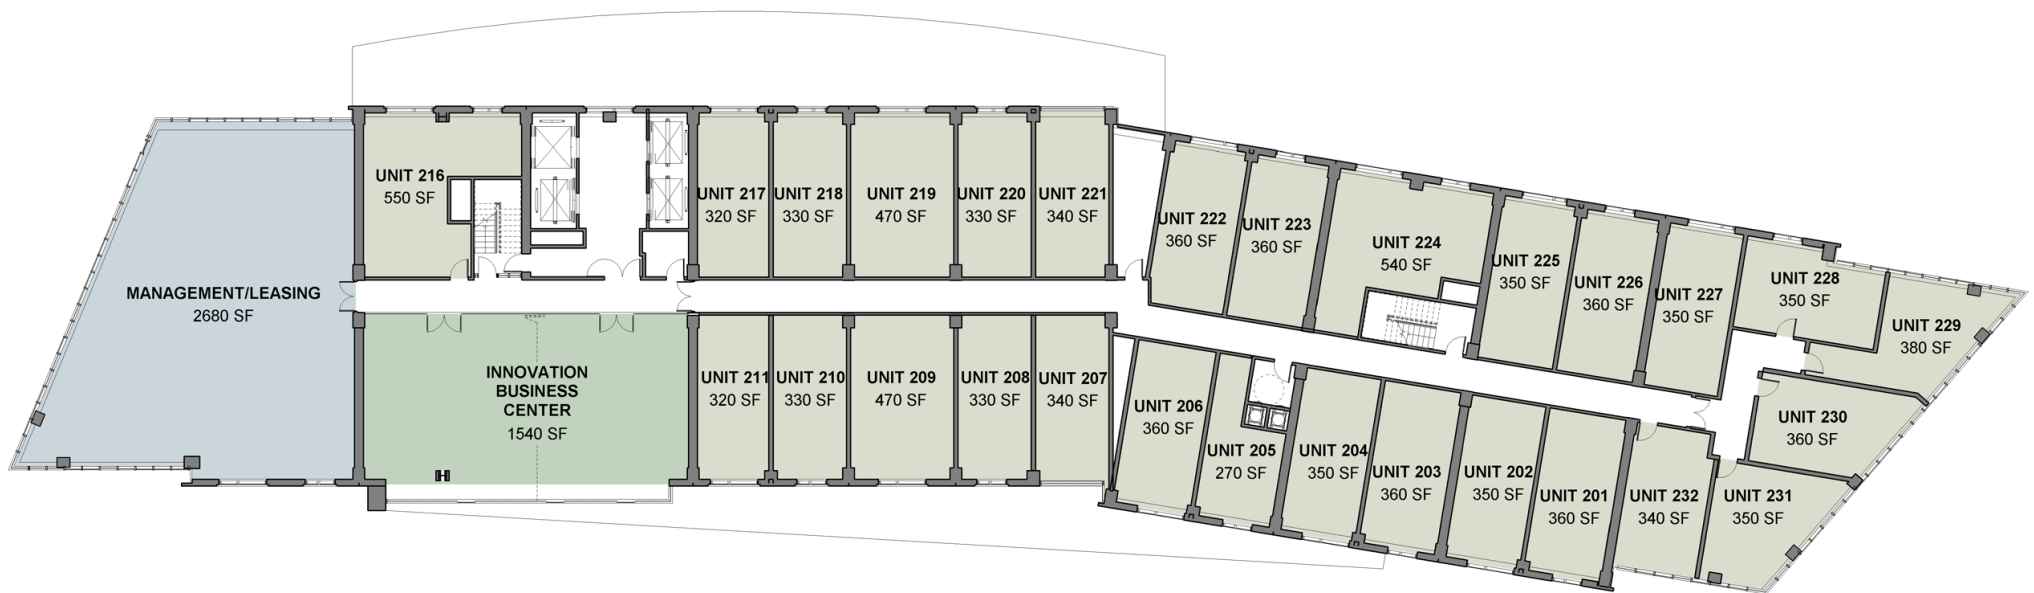 UNIT 216
550 SF
UNIT 217
320 SF
UNIT 218
330 SF
UNIT 219
470 SF
UNIT 220
330 SF
UNIT 221
340 SF
UNIT 222
360 SF
UNIT 223
360 SF
UNIT 224
540 SF
UNIT 225
350 SF
UNIT 226
360 SF
UNIT 227
350 SF
UNIT 228
350 SF
UNIT 229
380 SF
MANAGEMENT/LEASING
2680 SF
INNOVATION
BUSINESS
CENTER
1540 SF
UNIT 211
320 SF
UNIT 210
330 SF
UNIT 209
470 SF
UNIT 208
330 SF
UNIT 207
340 SF
UNIT 206
360 SF
UNIT 205
270 SF
UNIT 204
350 SF
UNIT 203
360 SF
UNIT 202
350 SF
UNIT 201
360 SF
UNIT 232
340 SF
UNIT 231
350 SF
UNIT 230
360 SF